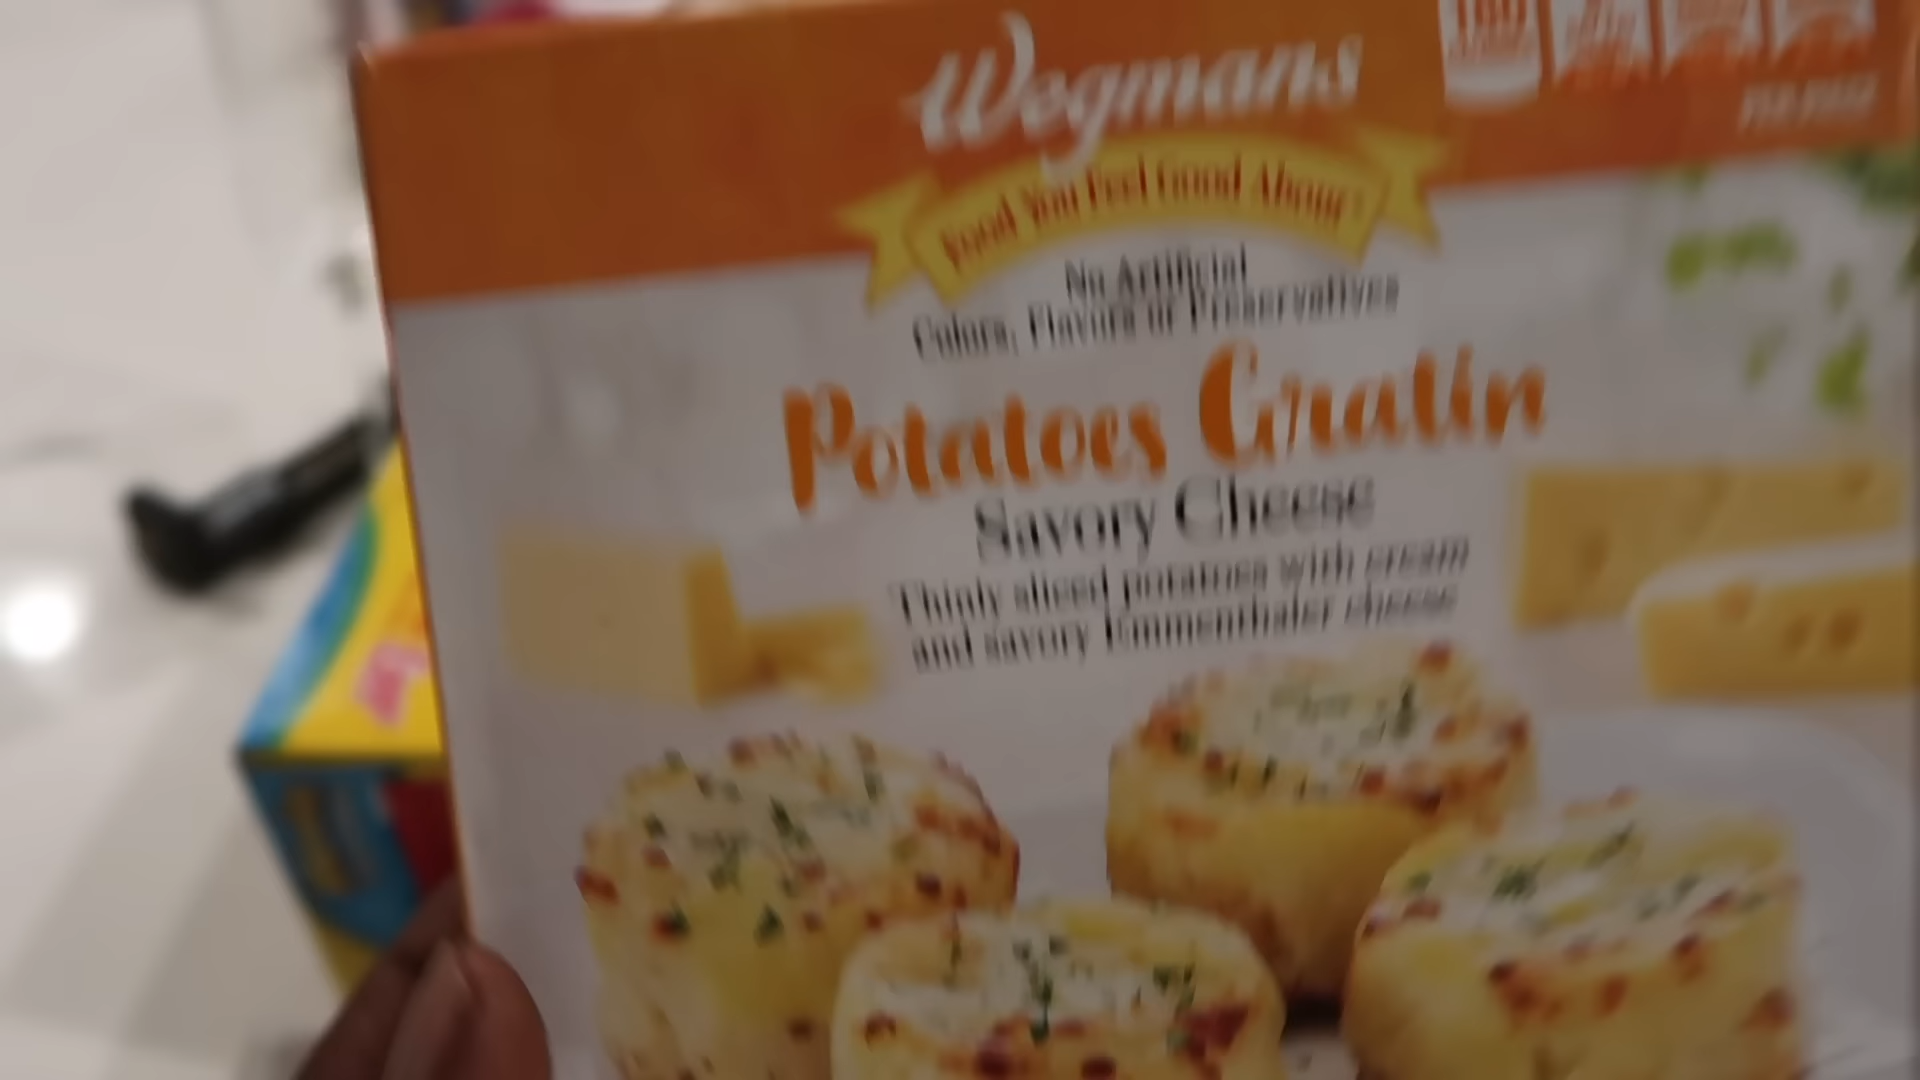 Wegmans
Food You Feel Good About
No Artificial
Colors, Flavors or Preservatives
Potatoes Gratin
Savory Cheese
Thinly sliced potatoes with cream
and savory Emmenthaler cheese